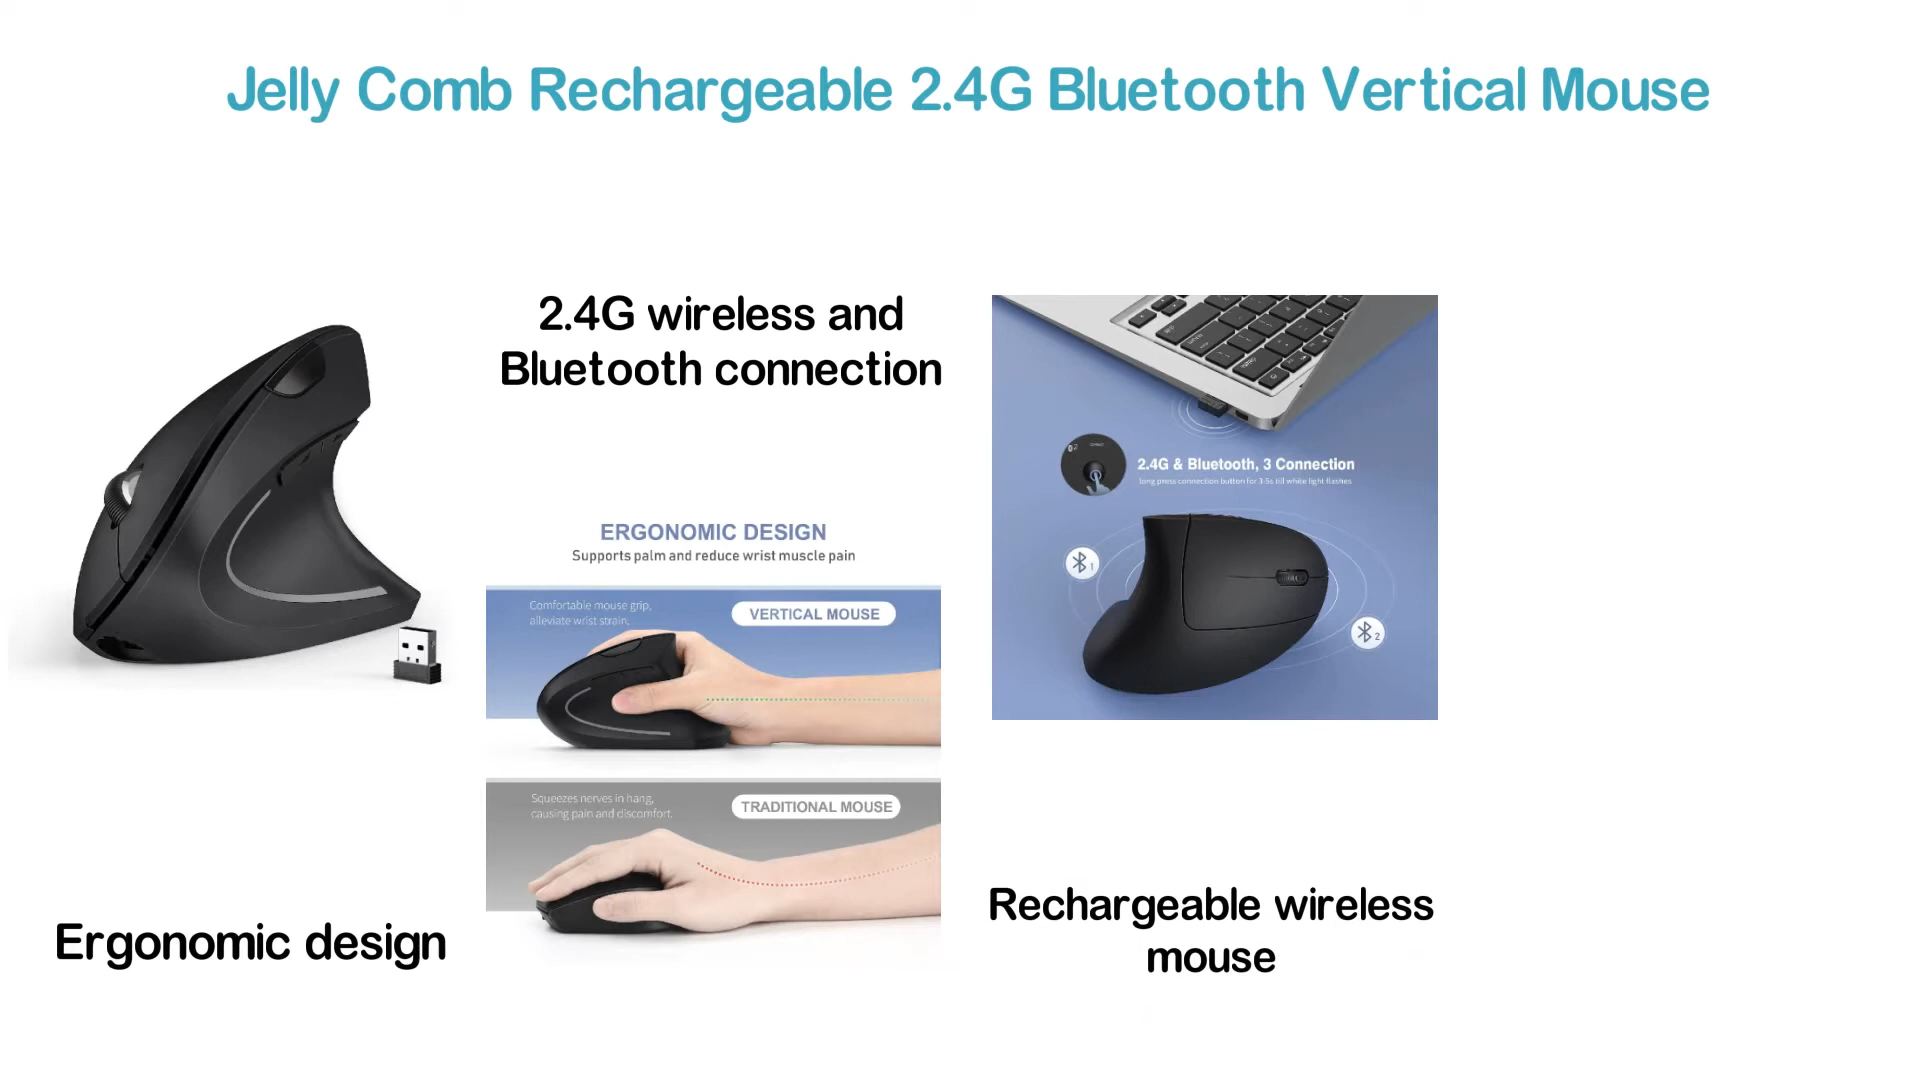 Jelly Comb Rechargeable 2.4G Bluetooth Vertical Mouse
Ergonomic design
2.4G wireless and
Bluetooth connection
ERGONOMIC DESIGN
Supports palm and reduce wrist muscle pain
Comfortable mouse grip,
alleviate wrist strain.
VERTICAL MOUSE
Squeezes nerves in hang,
causing pain and discomfort.
TRADITIONAL MOUSE
2.4G & Bluetooth, 3 Connection
long press connection button for 3-5s till white light flashes
1
2
Rechargeable wireless
mouse